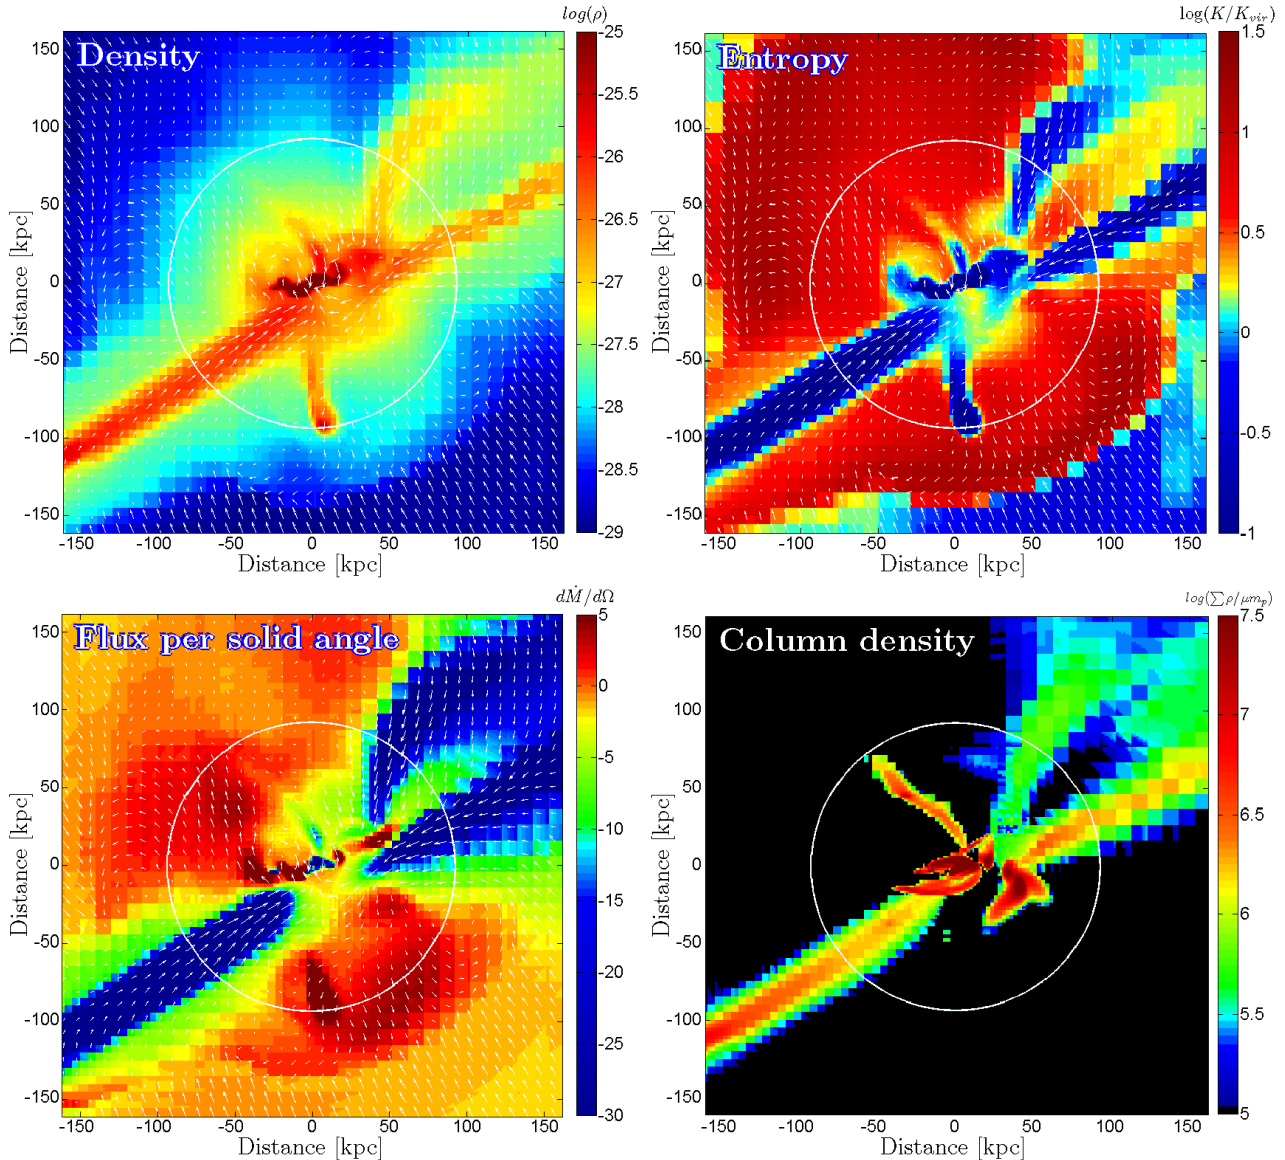 log(ρ)
Density
150
100
50
0
-50
-100
-150
Distance [kpc]
-150 -100 -50 0 50 100 150
Distance [kpc]
-25
-25.5
-26
-26.5
-27
-27.5
-28
-28.5
-29
log(K/K_vir)
Entropy
150
100
50
0
-50
-100
-150
Distance [kpc]
-150 -100 -50 0 50 100 150
Distance [kpc]
1.5
1
0.5
0
-0.5
-1
dṀ/dΩ
Flux per solid angle
150
100
50
0
-50
-100
-150
Distance [kpc]
-150 -100 -50 0 50 100 150
Distance [kpc]
5
0
-5
-10
-15
-20
-25
-30
log(∑ρ/μm_p)
Column density
150
100
50
0
-50
-100
-150
Distance [kpc]
-150 -100 -50 0 50 100 150
Distance [kpc]
7.5
7
6.5
6
5.5
5